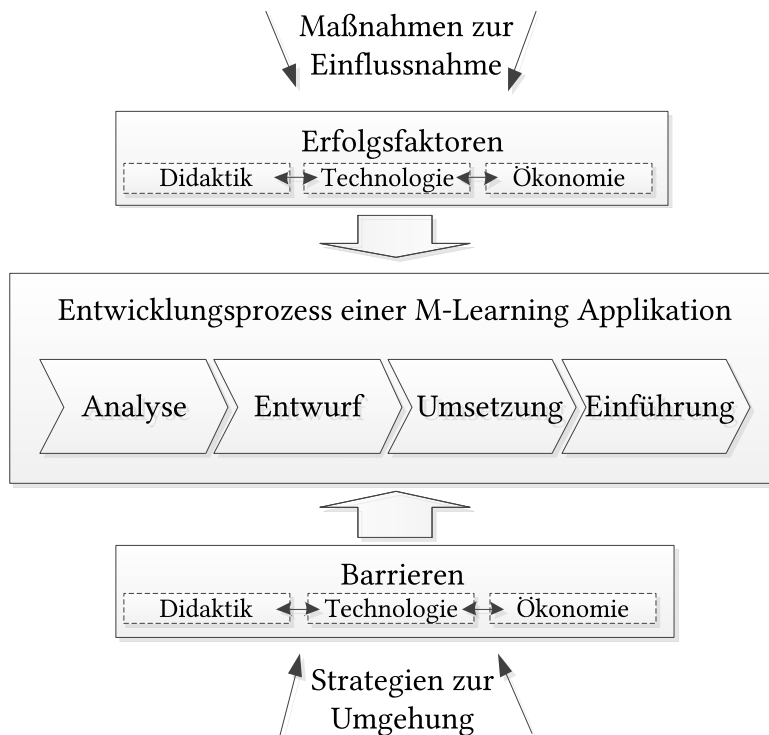 Maßnahmen zur
Einflussnahme
Erfolgsfaktoren
Didaktik Technologie Ökonomie
Entwicklungsprozess einer M-Learning Applikation
Analyse Entwurf Umsetzung Einführung
Barrieren
Didaktik Technologie Ökonomie
Strategien zur
Umgehung